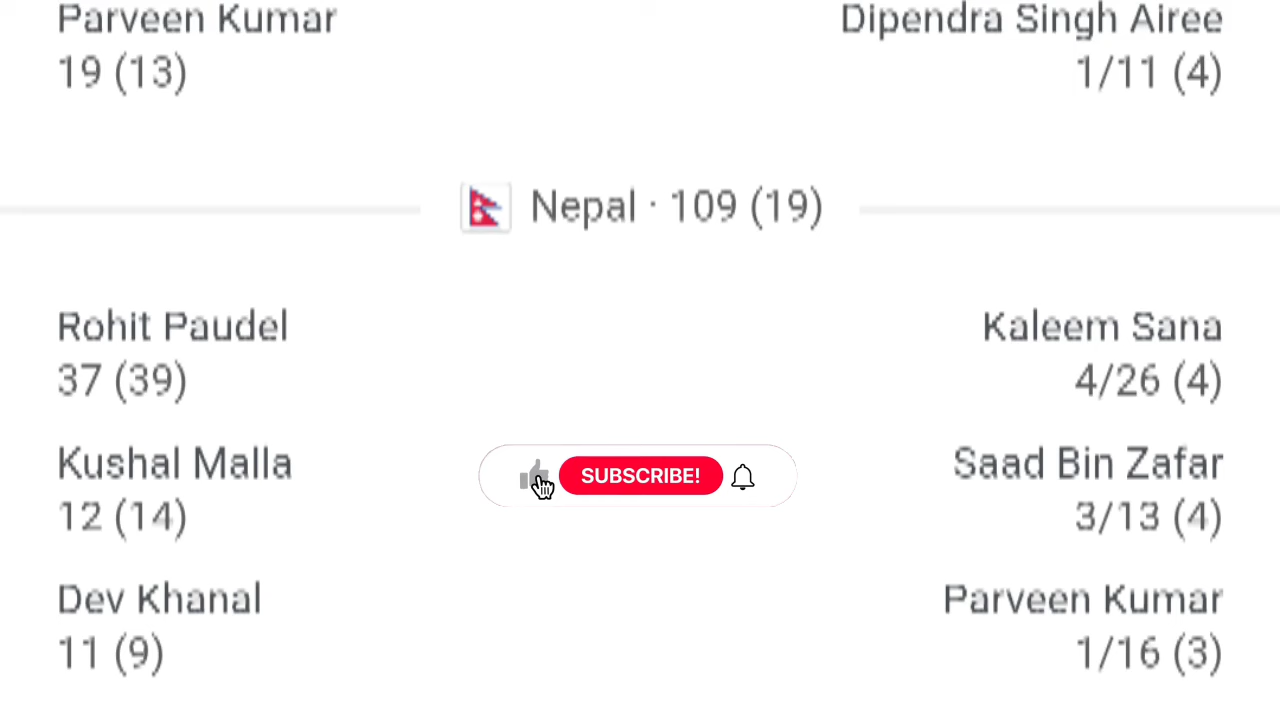 Parveen Kumar Dipendra Singh Airee
19 (13) 1/11 (4)
Nepal · 109 (19)
Rohit Paudel Kaleem Sana
37 (39) 4/26 (4)
Kushal Malla Saad Bin Zafar
12 (14) SUBSCRIBE! 3/13 (4)
Dev Khanal Parveen Kumar
11 (9) 1/16 (3)